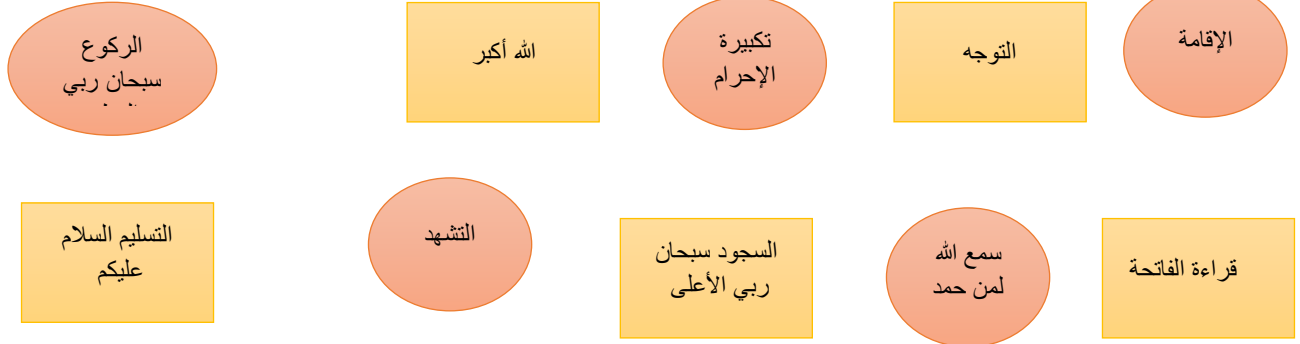 الإقامة
التوجه
تكبيرة
الإحرام
الله أكبر
الركوع
سبحان ربي
قراءة الفاتحة
سمع الله
لمن حمد
السجود سبحان
ربي الأعلى
التشهد
التسليم السلام
عليكم